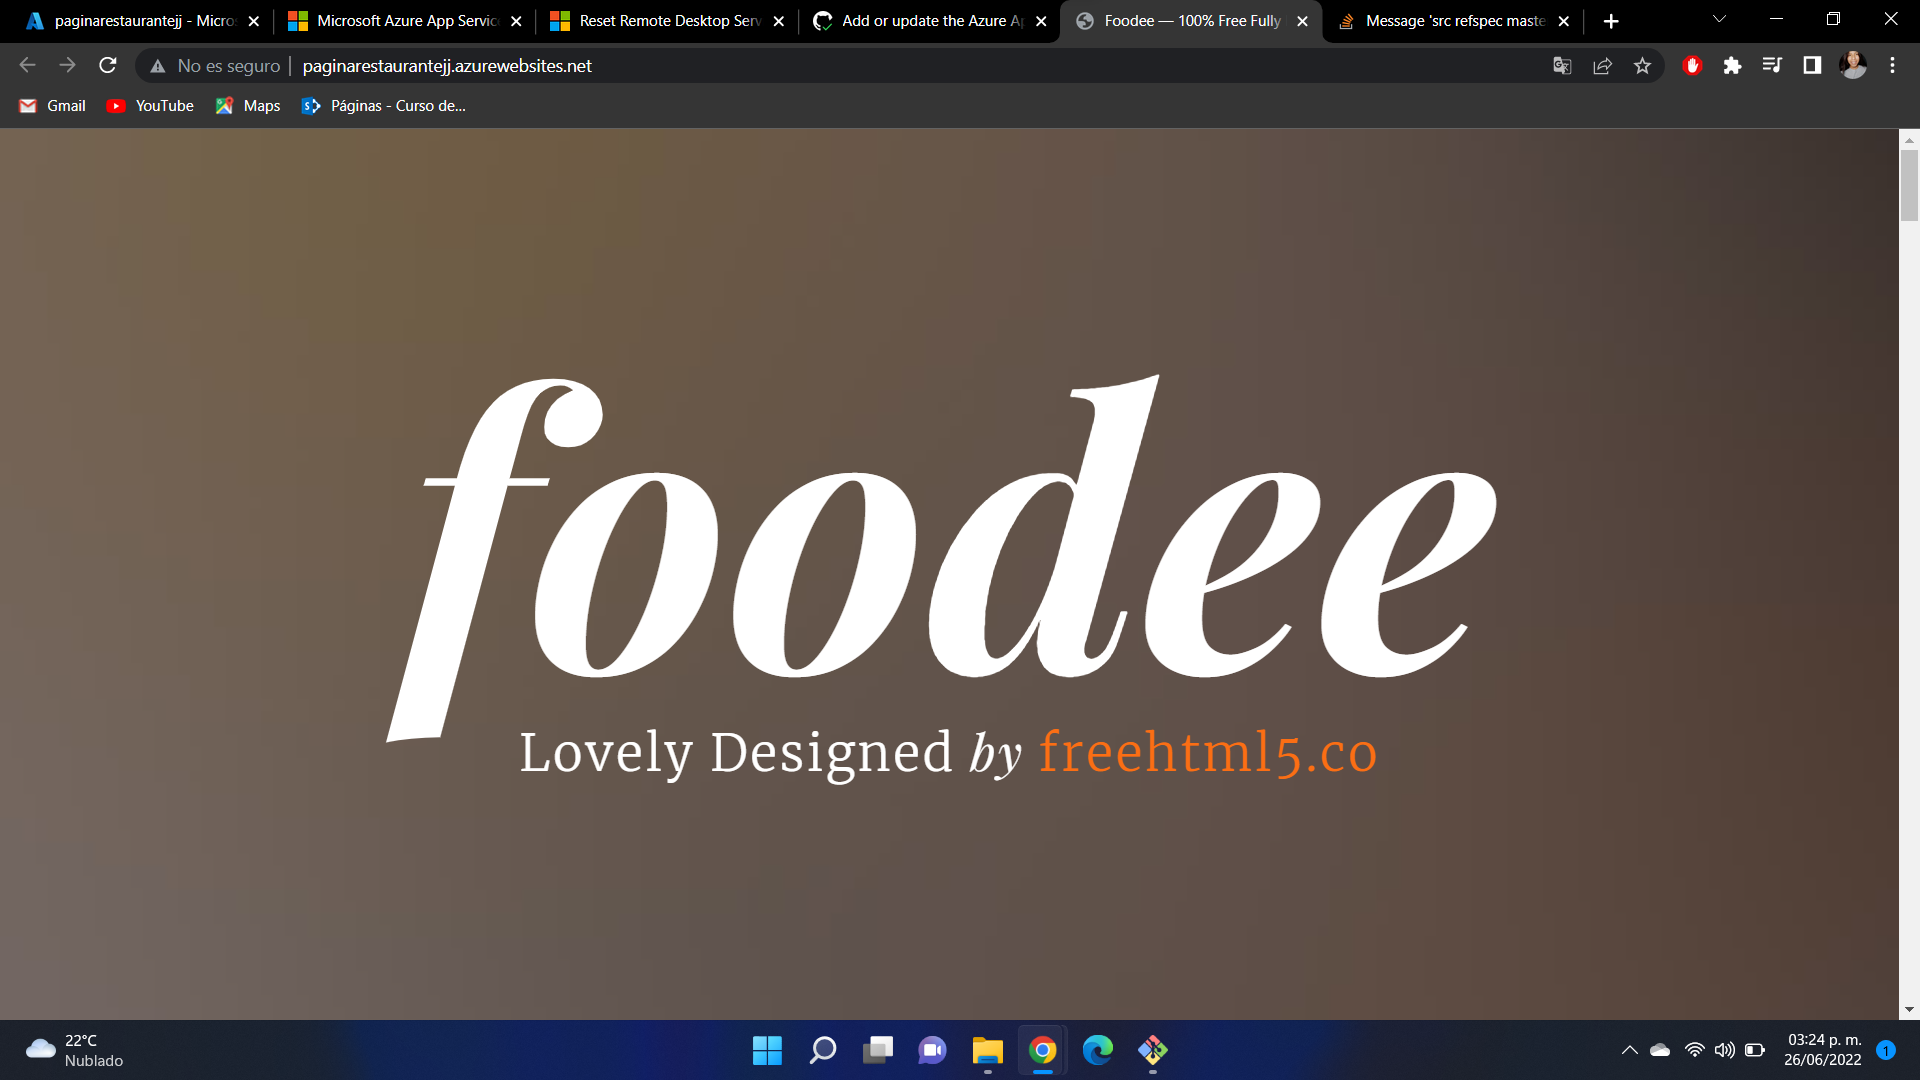 paginarestaurantejj - Micro
Microsoft Azure App Servic
Reset Remote Desktop Serv
Add or update the Azure A
Foodee — 100% Free Fully
Message 'src refspec maste
No es seguro
paginarestaurantejj.azurewebsites.net
Gmail
YouTube
Maps
Páginas - Curso de...
foodee
Lovely Designed by freehtml5.co
22°C
Nublado
03:24 p. m.
26/06/2022
1